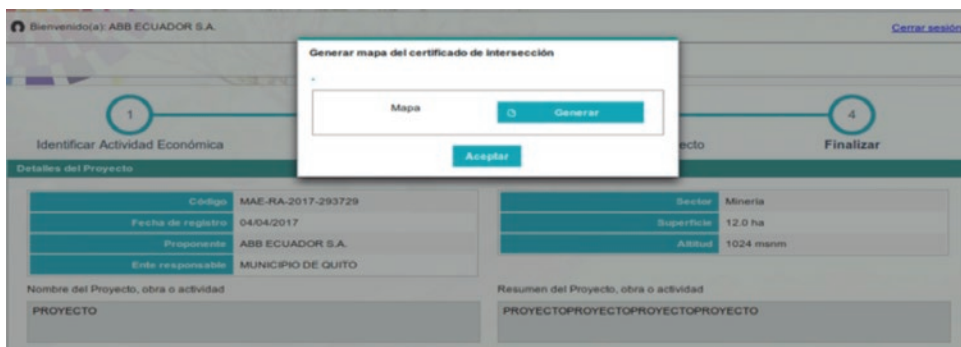 Bienvenido(a): ABB ECUADOR S.A.
Cerrar sesión
Generar mapa del certificado de intersección
Mapa
Generar
Aceptar
1
4
Identificar Actividad Económica
ecto
Finalizar
Detalles del Proyecto
Código MAE-RA-2017-293729
Fecha de registro 04/04/2017
Proponente ABB ECUADOR S.A.
Ente responsable MUNICIPIO DE QUITO
Sector Minería
Superficie 12.0 ha
Altitud 1024 msnm
Nombre del Proyecto, obra o actividad
PROYECTO
Resumen del Proyecto, obra o actividad
PROYECTOPROYECTOPROYECTOPROYECTO